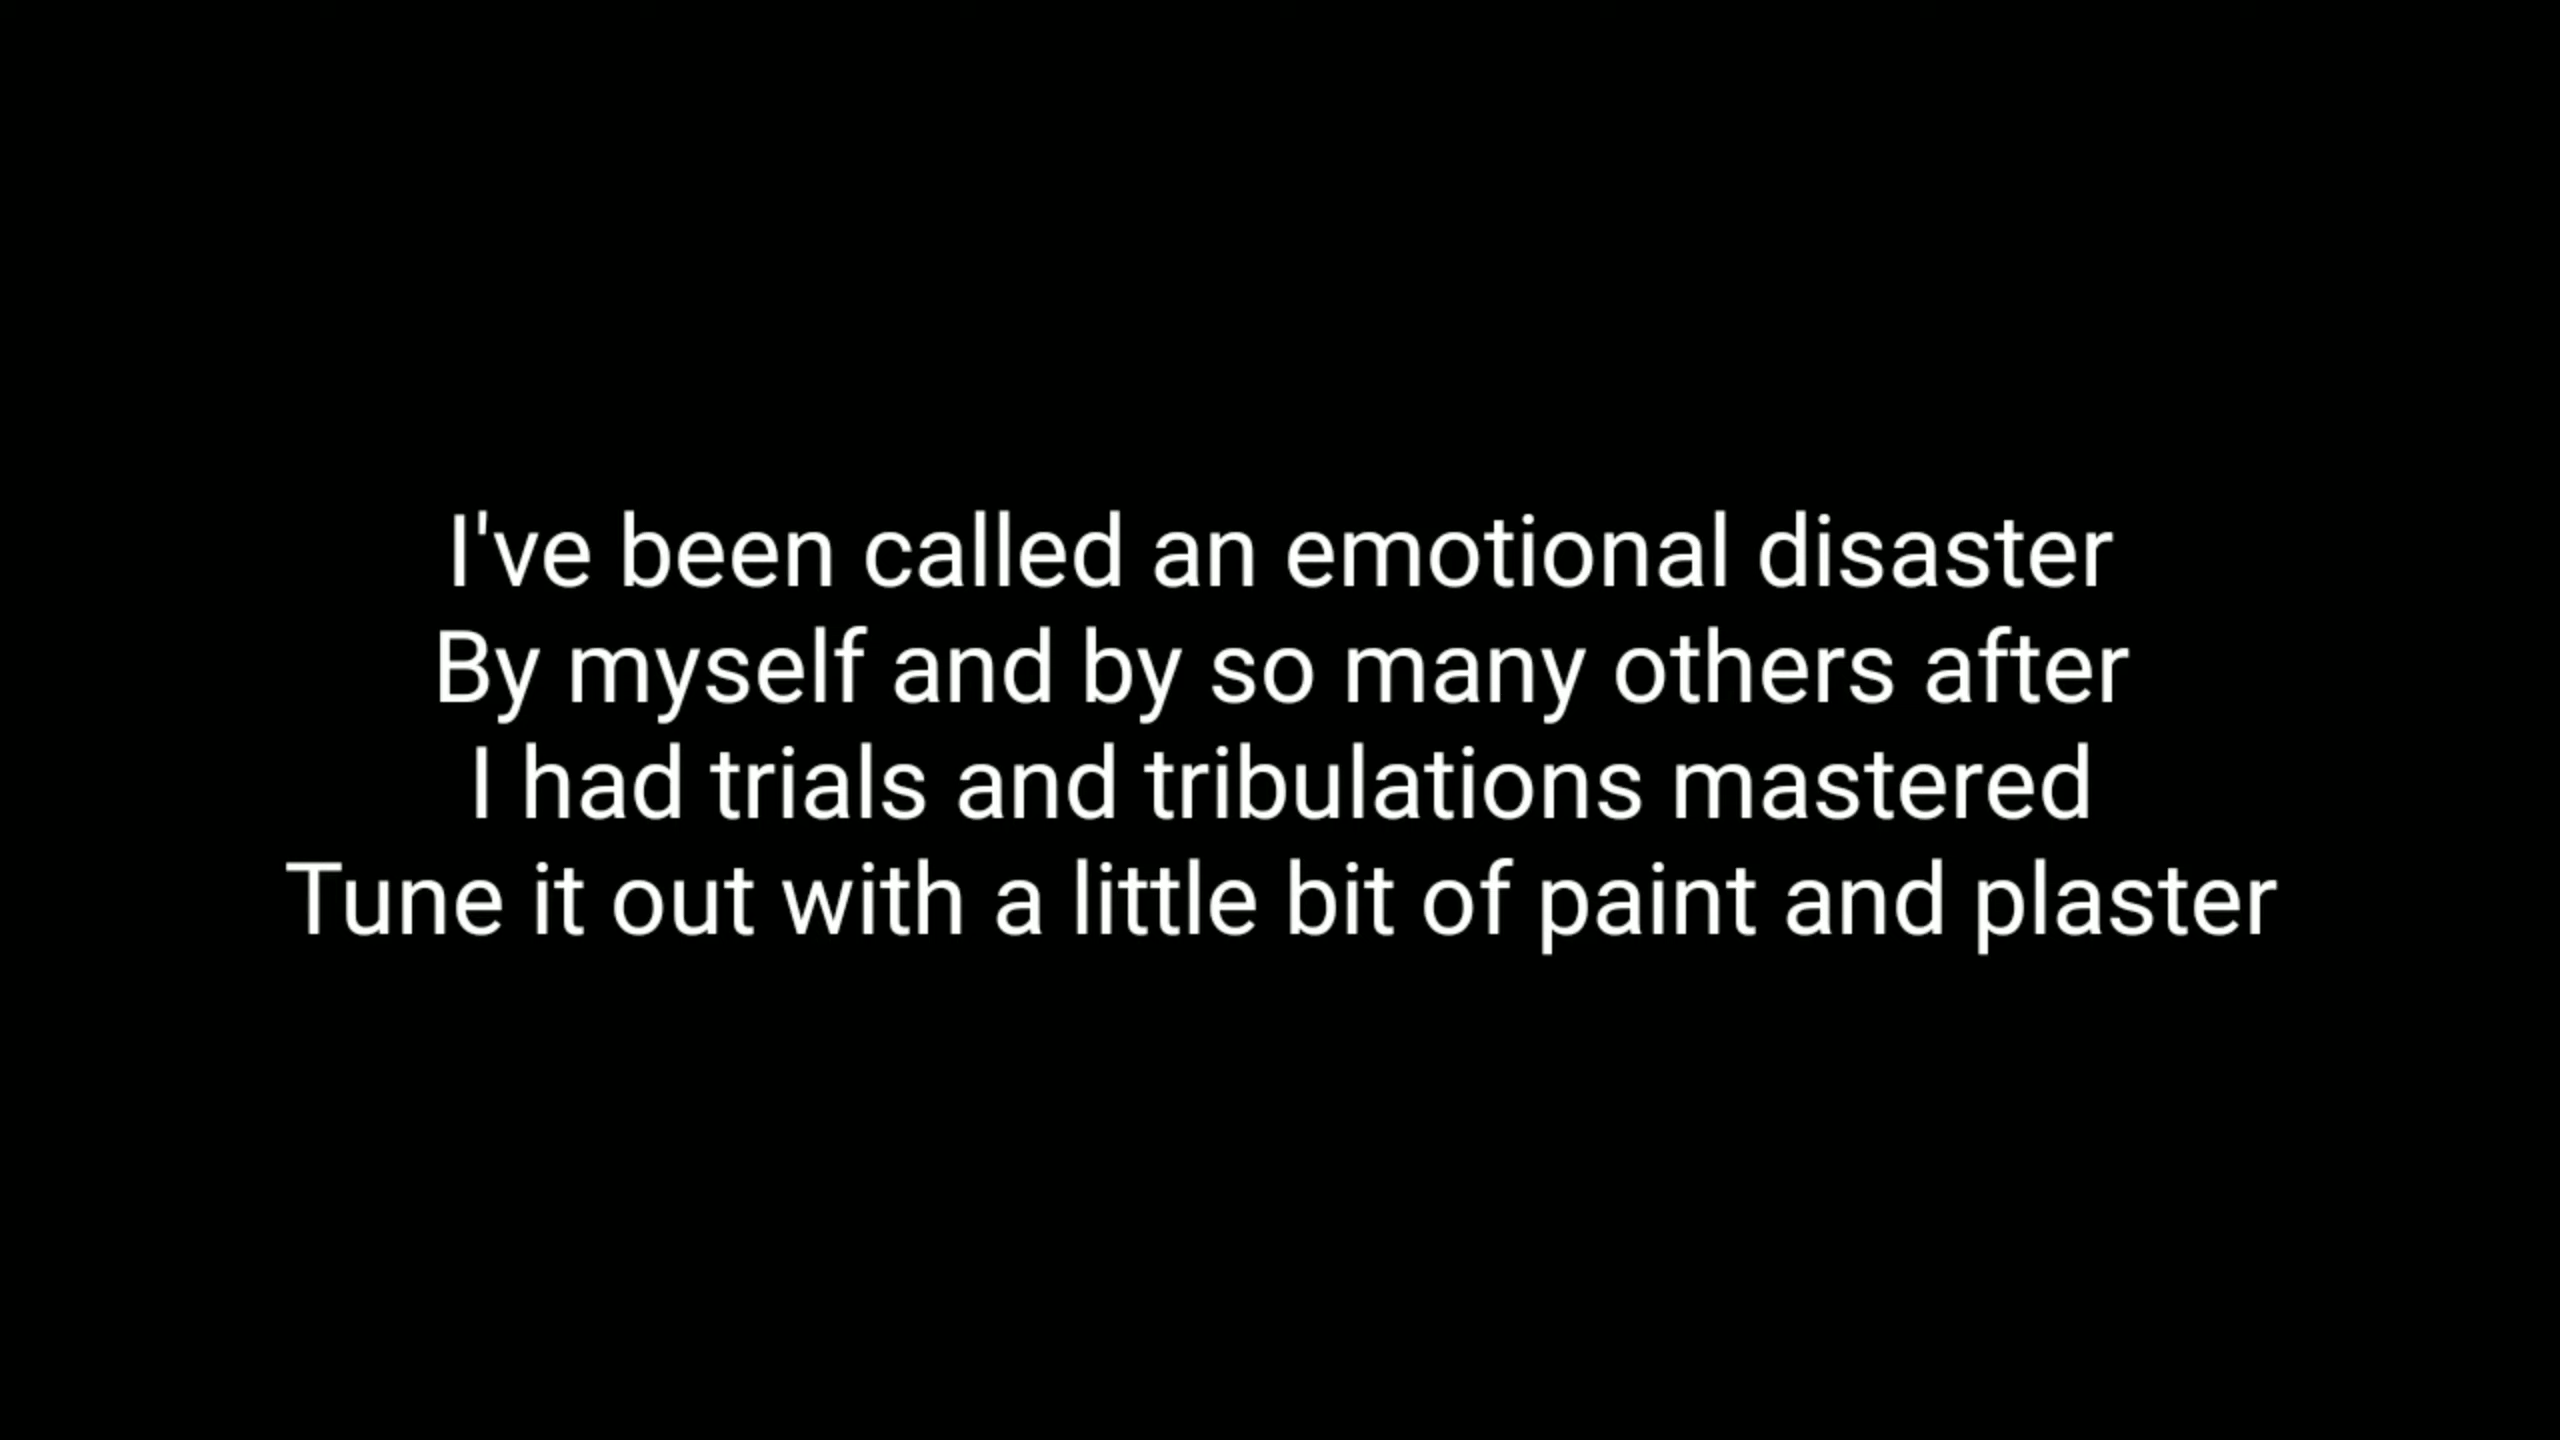 I've been called an emotional disaster
By myself and by so many others after
I had trials and tribulations mastered
Tune it out with a little bit of paint and plaster